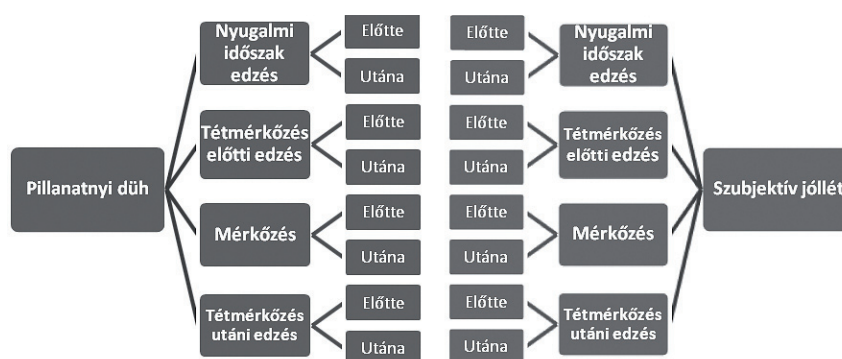 Pillanatnyi düh
Nyugalmi
időszak
edzés
Előtte
Utána
Tétmérkőzés
előtti edzés
Előtte
Utána
Mérkőzés
Előtte
Utána
Tétmérkőzés
utáni edzés
Előtte
Utána
Előtte
Utána
Nyugalmi
időszak
edzés
Előtte
Utána
Tétmérkőzés
előtti edzés
Előtte
Utána
Mérkőzés
Előtte
Utána
Tétmérkőzés
utáni edzés
Szubjektív jóllét